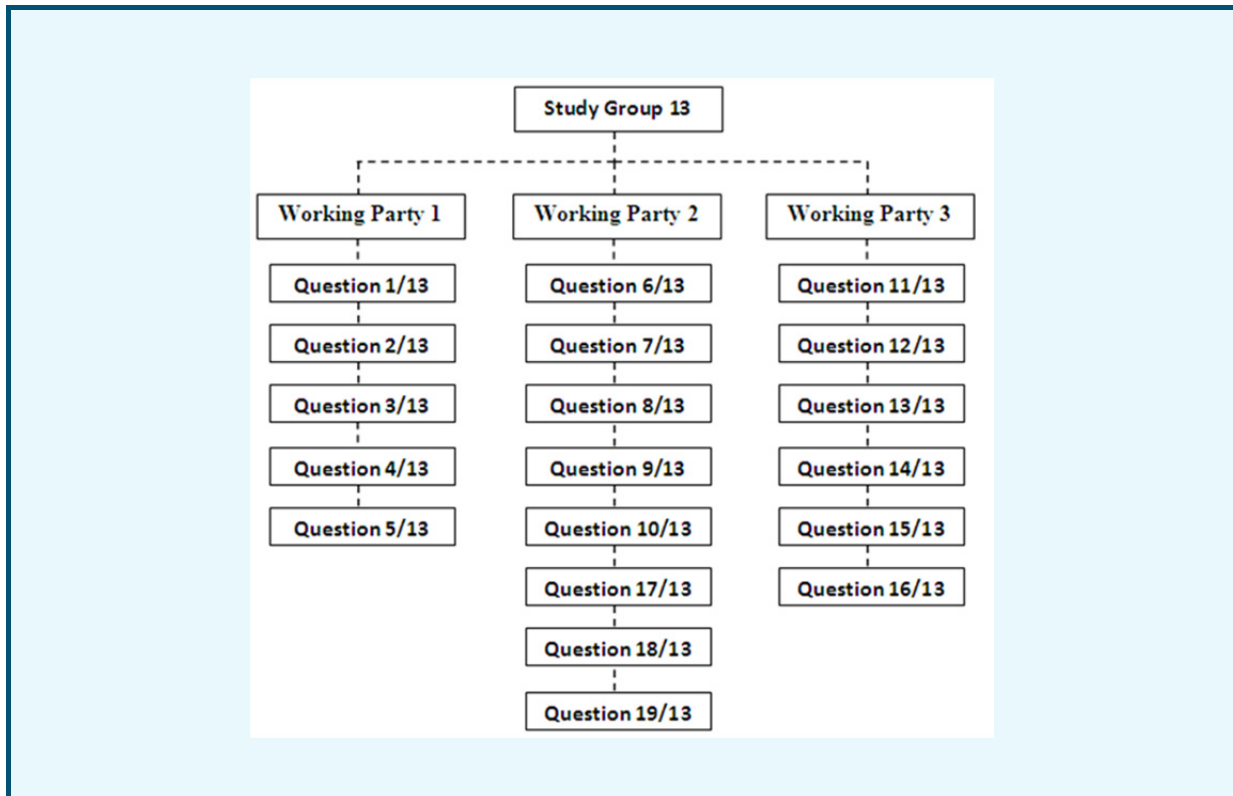 Study Group 13
Working Party 1
Working Party 2
Working Party 3
Question 1/13
Question 6/13
Question 11/13
Question 2/13
Question 7/13
Question 12/13
Question 3/13
Question 8/13
Question 13/13
Question 4/13
Question 9/13
Question 14/13
Question 5/13
Question 10/13
Question 15/13
Question 17/13
Question 16/13
Question 18/13
Question 19/13